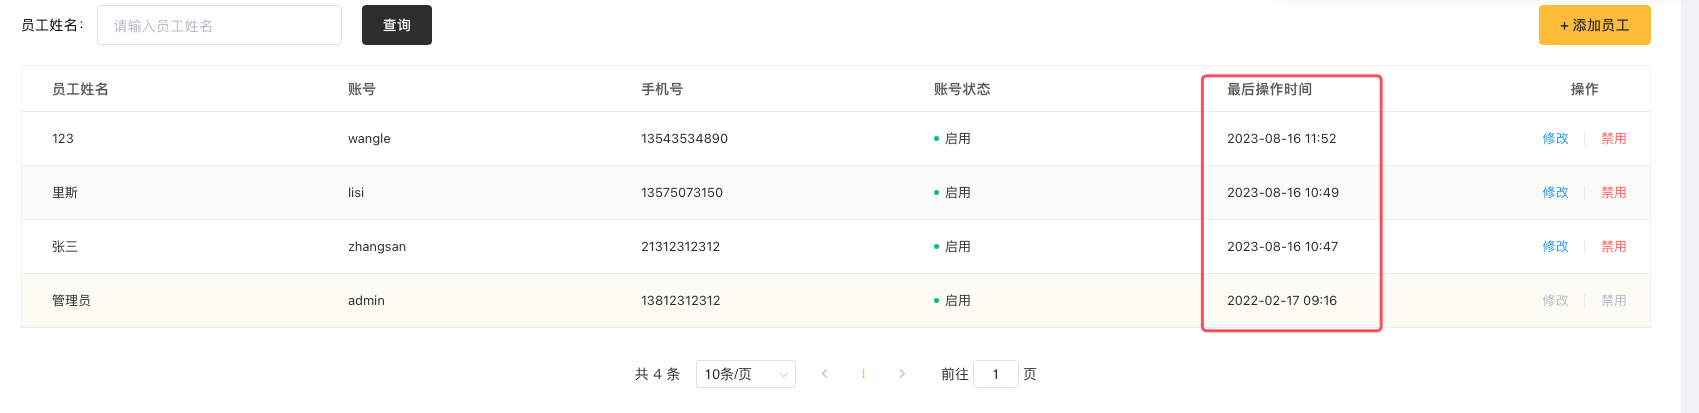 员工姓名： 请输入员工姓名 查询 + 添加员工
员工姓名 账号 手机号 账号状态 最后操作时间 操作
123 wangle 13543534890 启用 2023-08-16 11:52 修改 禁用
里斯 lisi 13575073150 启用 2023-08-16 10:49 修改 禁用
张三 zhangsan 21312312312 启用 2023-08-16 10:47 修改 禁用
管理员 admin 13812312312 启用 2022-02-17 09:16 修改 禁用
共 4 条 10条/页 1 前往 1 页